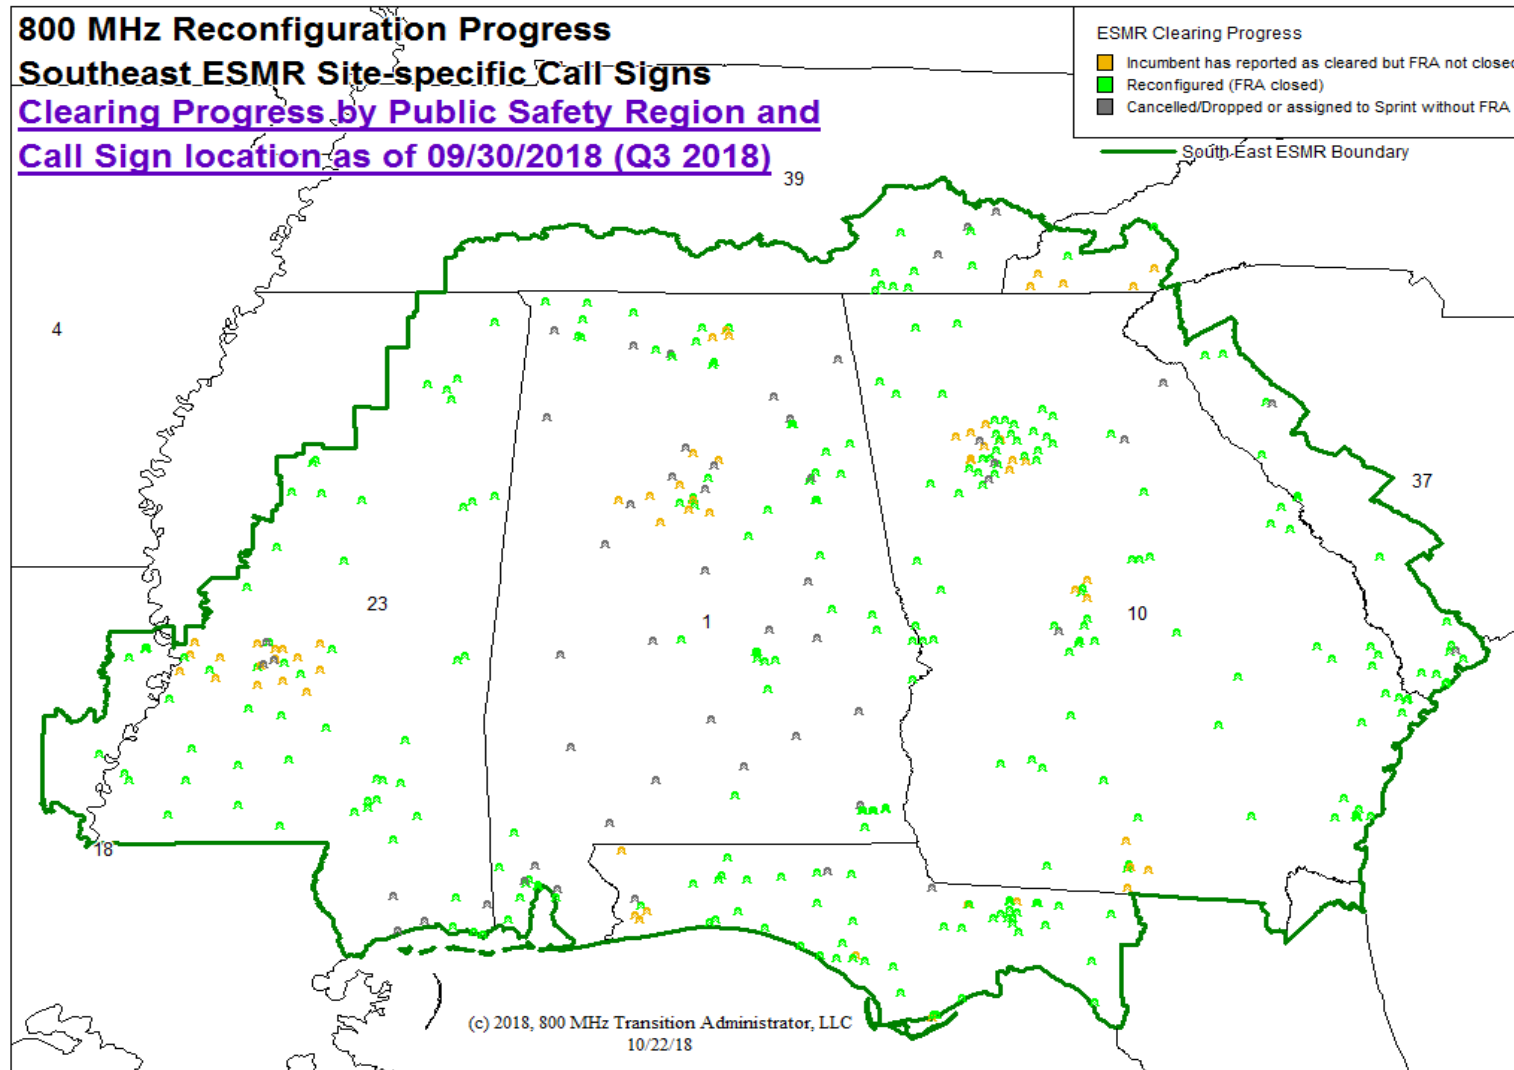 800 MHz Reconfiguration Progress
Southeast ESMR Site-specific Call Signs
Clearing Progress by Public Safety Region and
Call Sign location as of 09/30/2018 (Q3 2018)
ESMR Clearing Progress
Incumbent has reported as cleared but FRA not closed
Reconfigured (FRA closed)
Cancelled/Dropped or assigned to Sprint without FRA
South East ESMR Boundary
39
4
37
23
1
10
18
(c) 2018, 800 MHz Transition Administrator, LLC
10/22/18